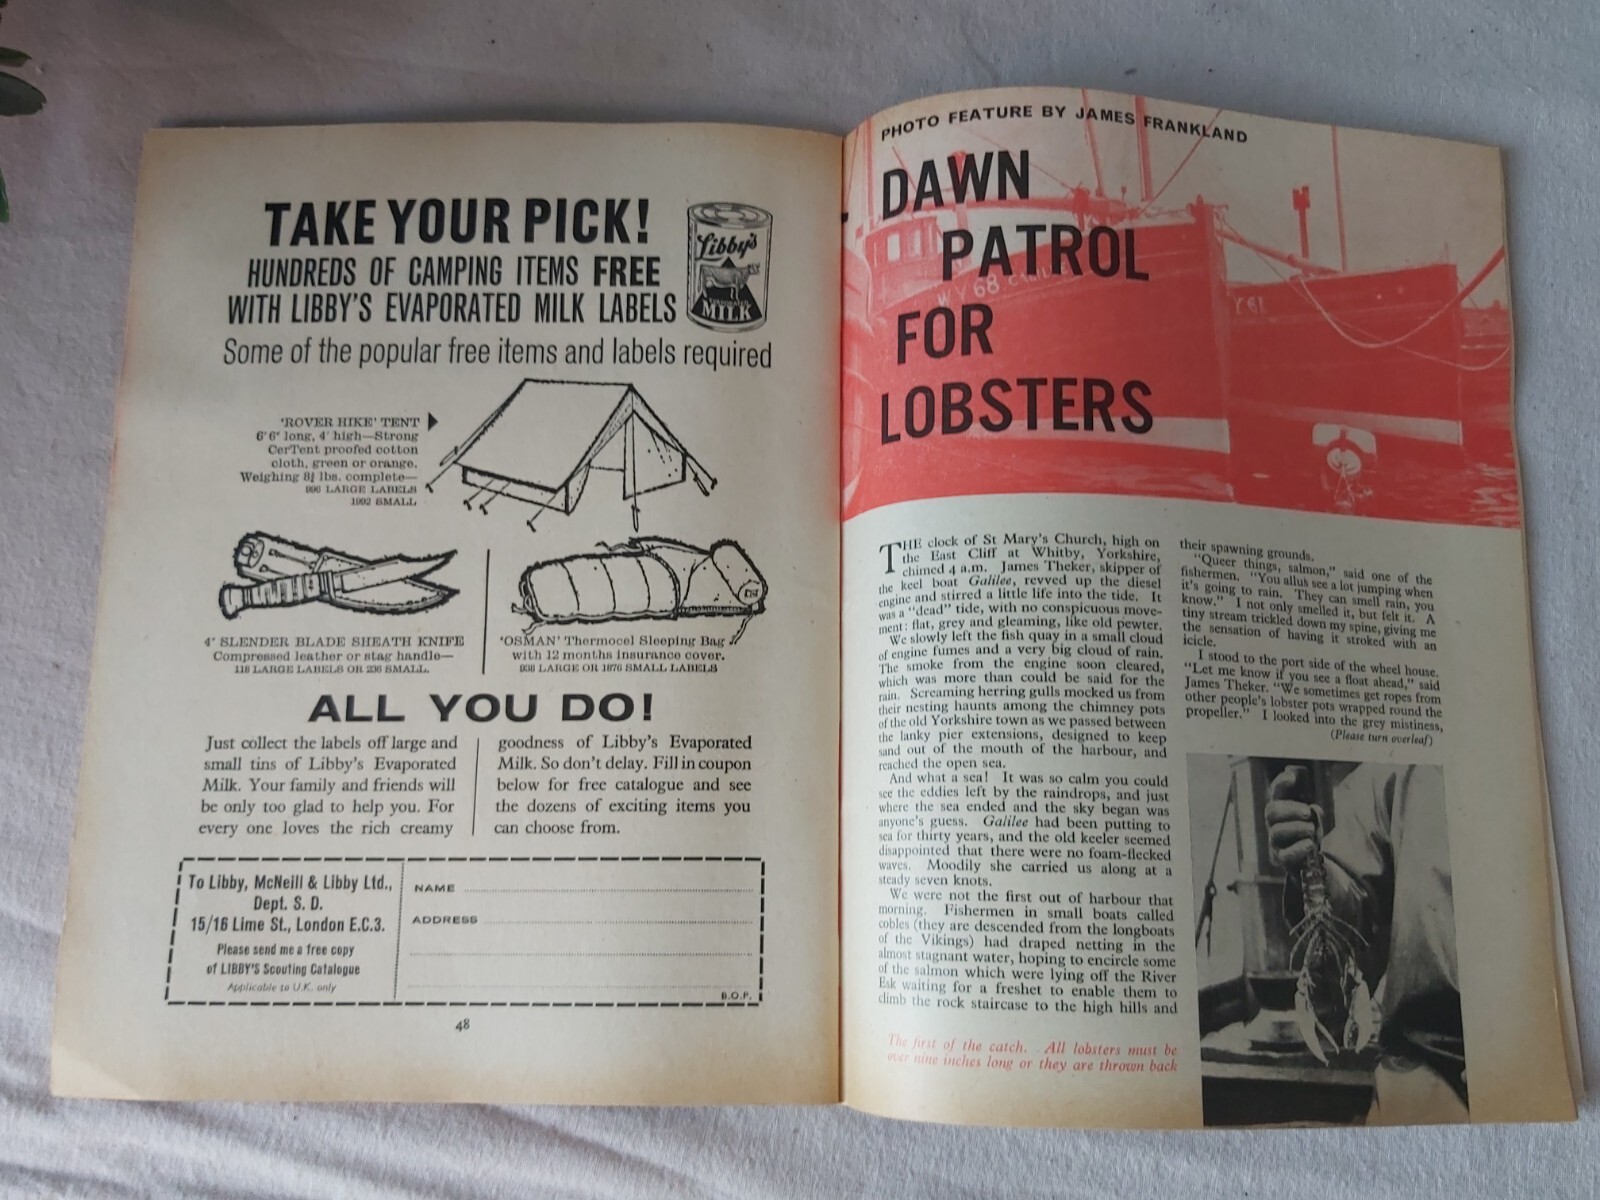 TAKE YOUR PICK!
HUNDREDS OF CAMPING ITEMS FREE
WITH LIBBY'S EVAPORATED MILK LABELS
Libby's
EVAPORATED
MILK
Some of the popular free items and labels required
'ROVER HIKE' TENT
6'6" long, 4' high—Strong
CerTent proofed cotton
cloth, green or orange.
Weighing 8½ lbs. complete—
996 LARGE LABELS
1992 SMALL
4" SLENDER BLADE SHEATH KNIFE
Compressed leather or stag handle—
118 LARGE LABELS OR 236 SMALL.
'OSMAN' Thermocel Sleeping Bag
with 12 months insurance cover.
938 LARGE OR 1876 SMALL LABELS
ALL YOU DO!
Just collect the labels off large and
small tins of Libby's Evaporated
Milk. Your family and friends will
be only too glad to help you. For
every one loves the rich creamy
goodness of Libby's Evaporated
Milk. So don't delay. Fill in coupon
below for free catalogue and see
the dozens of exciting items you
can choose from.
To Libby, McNeill & Libby Ltd.,
Dept. S. D.
15/16 Lime St., London E.C.3.
Please send me a free copy
of LIBBY'S Scouting Catalogue
Applicable to U.K. only
NAME
ADDRESS
B.O.P.
48
PHOTO FEATURE BY JAMES FRANKLAND
DAWN
PATROL
FOR
LOBSTERS
WY 68
Y 61
THE clock of St Mary's Church, high on
the East Cliff at Whitby, Yorkshire,
chimed 4 a.m. James Theker, skipper of
the keel boat Galilee, revved up the diesel
engine and stirred a little life into the tide. It
was a "dead" tide, with no conspicuous move-
ment: flat, grey and gleaming, like old pewter.
We slowly left the fish quay in a small cloud
of engine fumes and a very big cloud of rain.
The smoke from the engine soon cleared,
which was more than could be said for the
rain. Screaming herring gulls mocked us from
their nesting haunts among the chimney pots
of the old Yorkshire town as we passed between
the lanky pier extensions, designed to keep
sand out of the mouth of the harbour, and
reached the open sea.
And what a sea! It was so calm you could
see the eddies left by the raindrops, and just
where the sea ended and the sky began was
anyone's guess. Galilee had been putting to
sea for thirty years, and the old keeler seemed
disappointed that there were no foam-flecked
waves. Moodily she carried us along at a
steady seven knots.
We were not the first out of harbour that
morning. Fishermen in small boats called
cobles (they are descended from the longboats
of the Vikings) had draped netting in the
almost stagnant water, hoping to encircle some
of the salmon which were lying off the River
Esk waiting for a freshet to enable them to
climb the rock staircase to the high hills and
their spawning grounds.
"Queer things, salmon," said one of the
fishermen. "You allus see a lot jumping when
it's going to rain. They can smell rain, you
know." I not only smelled it, but felt it. A
tiny stream trickled down my spine, giving me
the sensation of having it stroked with an
icicle.
I stood to the port side of the wheel house.
"Let me know if you see a float ahead," said
James Theker. "We sometimes get ropes from
other people's lobster pots wrapped round the
propeller." I looked into the grey mistiness,
(Please turn overleaf)
The first of the catch. All lobsters must be
over nine inches long or they are thrown back